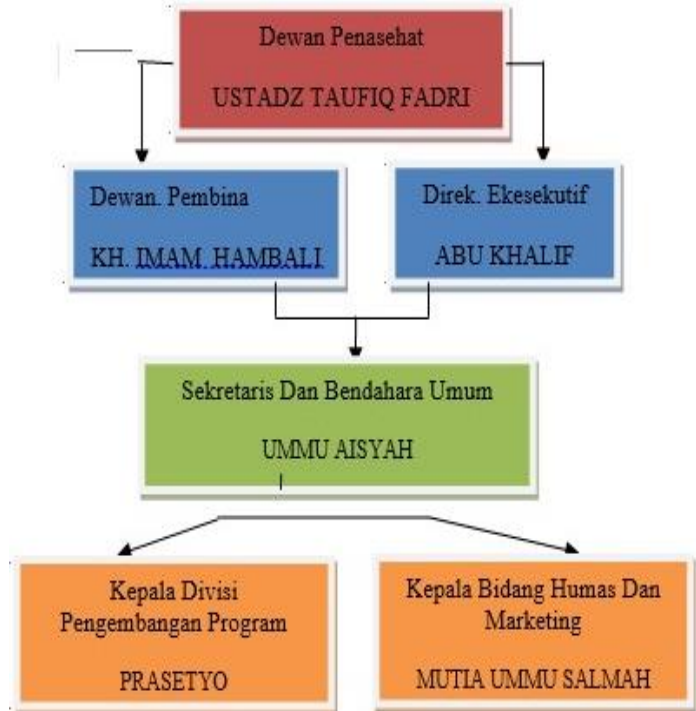 Dewan Penasehat
USTADZ TAUFIQ FADRI
Dewan. Pembina
KH. IMAM HAMBALI
Direk. Ekesekutif
ABU KHALIF
Sekretaris Dan Bendahara Umum
UMMU AISYAH
Kepala Divisi
Pengembangan Program
PRASETYO
Kepala Bidang Humas Dan
Marketing
MUTIA UMMU SALMAH